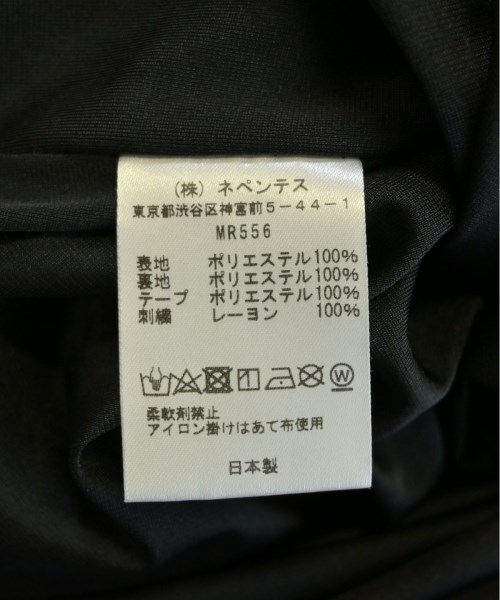 （株）ネペンテス
東京都渋谷区神宮前５－４４－１
MR556
表地 ポリエステル100%
裏地 ポリエステル100%
テープ ポリエステル100%
刺繍 レーヨン 100%
W
柔軟剤禁止
アイロン掛けはあて布使用
日本製